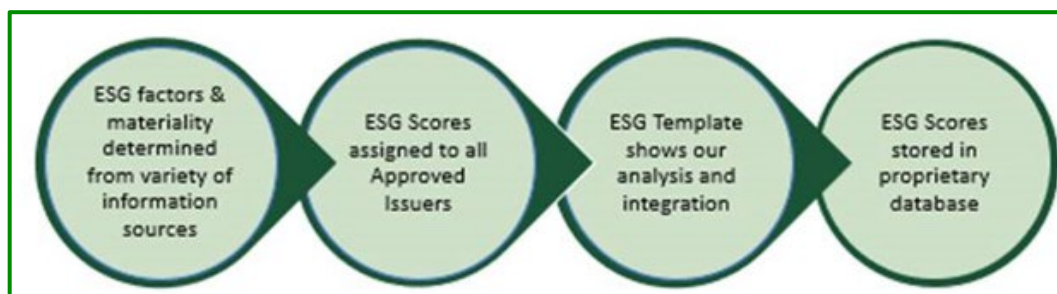 ESG factors &
materiality
determined
from variety of
information
sources
ESG Scores
assigned to all
Approved
Issuers
ESG Template
shows our
analysis and
integration
ESG Scores
stored in
proprietary
database